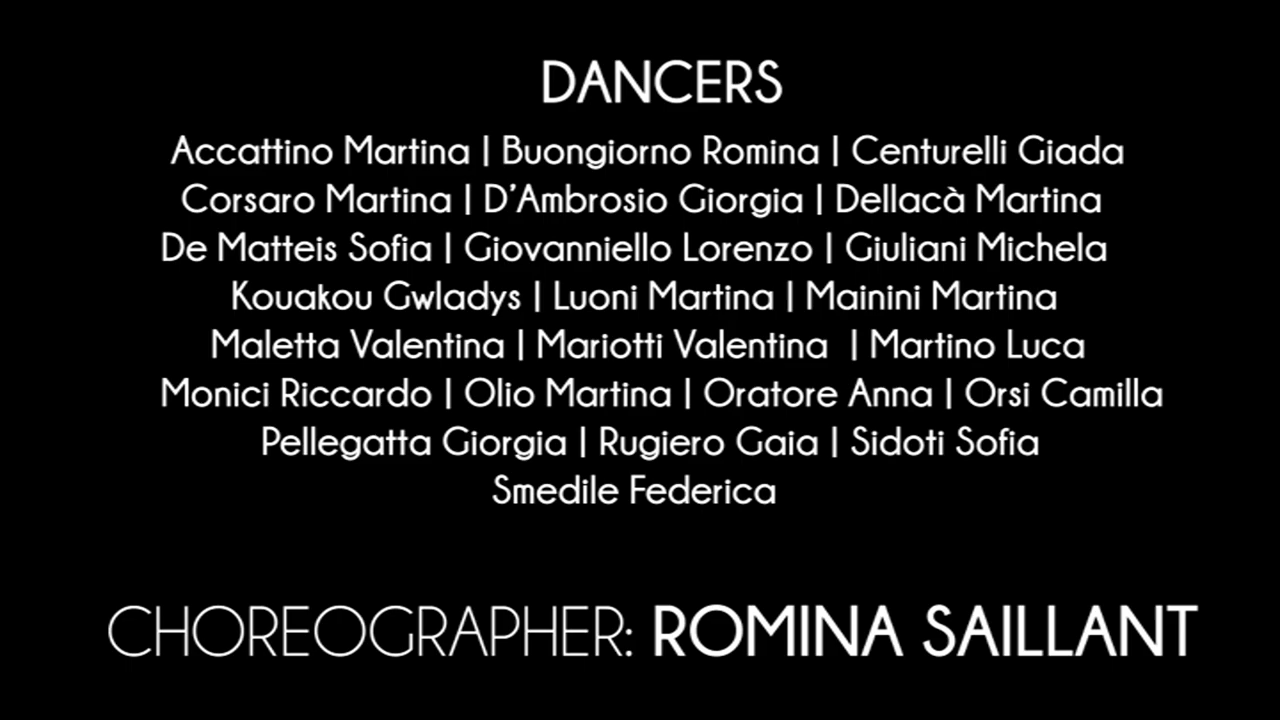 DANCERS
Accattino Martina | Buongiorno Romina | Centurelli Giada
Corsaro Martina | D'Ambrosio Giorgia | Dellacà Martina
De Matteis Sofia | Giovanniello Lorenzo | Giuliani Michela
Kouakou Gwladys | Luoni Martina | Mainini Martina
Maletta Valentina | Mariotti Valentina | Martino Luca
Monici Riccardo | Olio Martina | Oratore Anna | Orsi Camilla
Pellegatta Giorgia | Rugiero Gaia | Sidoti Sofia
Smedile Federica
CHOREOGRAPHER: ROMINA SAILLANT